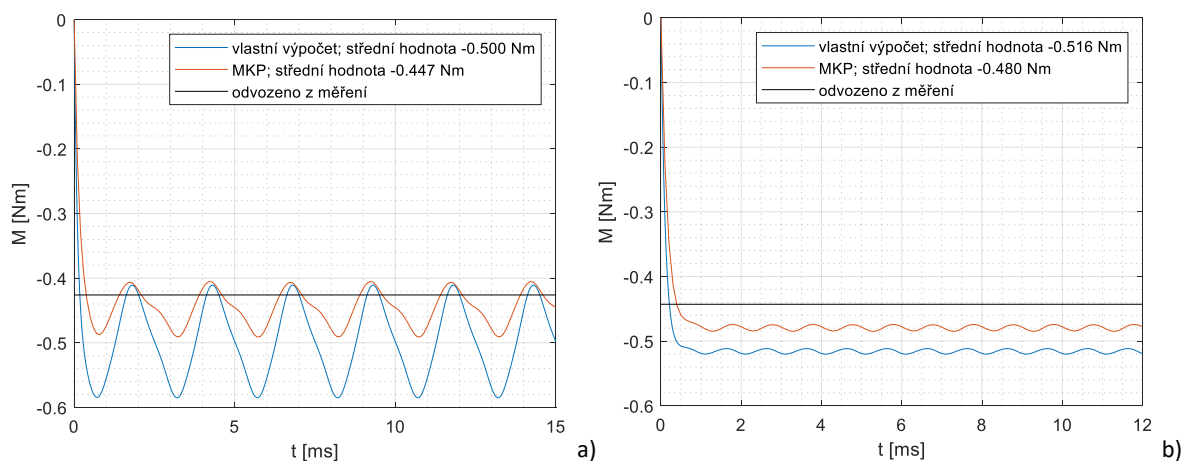 vlastní výpočet; střední hodnota -0.500 Nm
MKP; střední hodnota -0.447 Nm
odvozeno z měření
0
-0.1
-0.2
-0.3
-0.4
-0.5
-0.6
M [Nm]
0
5
10
15
t [ms]
a)
vlastní výpočet; střední hodnota -0.516 Nm
MKP; střední hodnota -0.480 Nm
odvozeno z měření
0
-0.1
-0.2
-0.3
-0.4
-0.5
-0.6
M [Nm]
0
2
4
6
8
10
12
t [ms]
b)